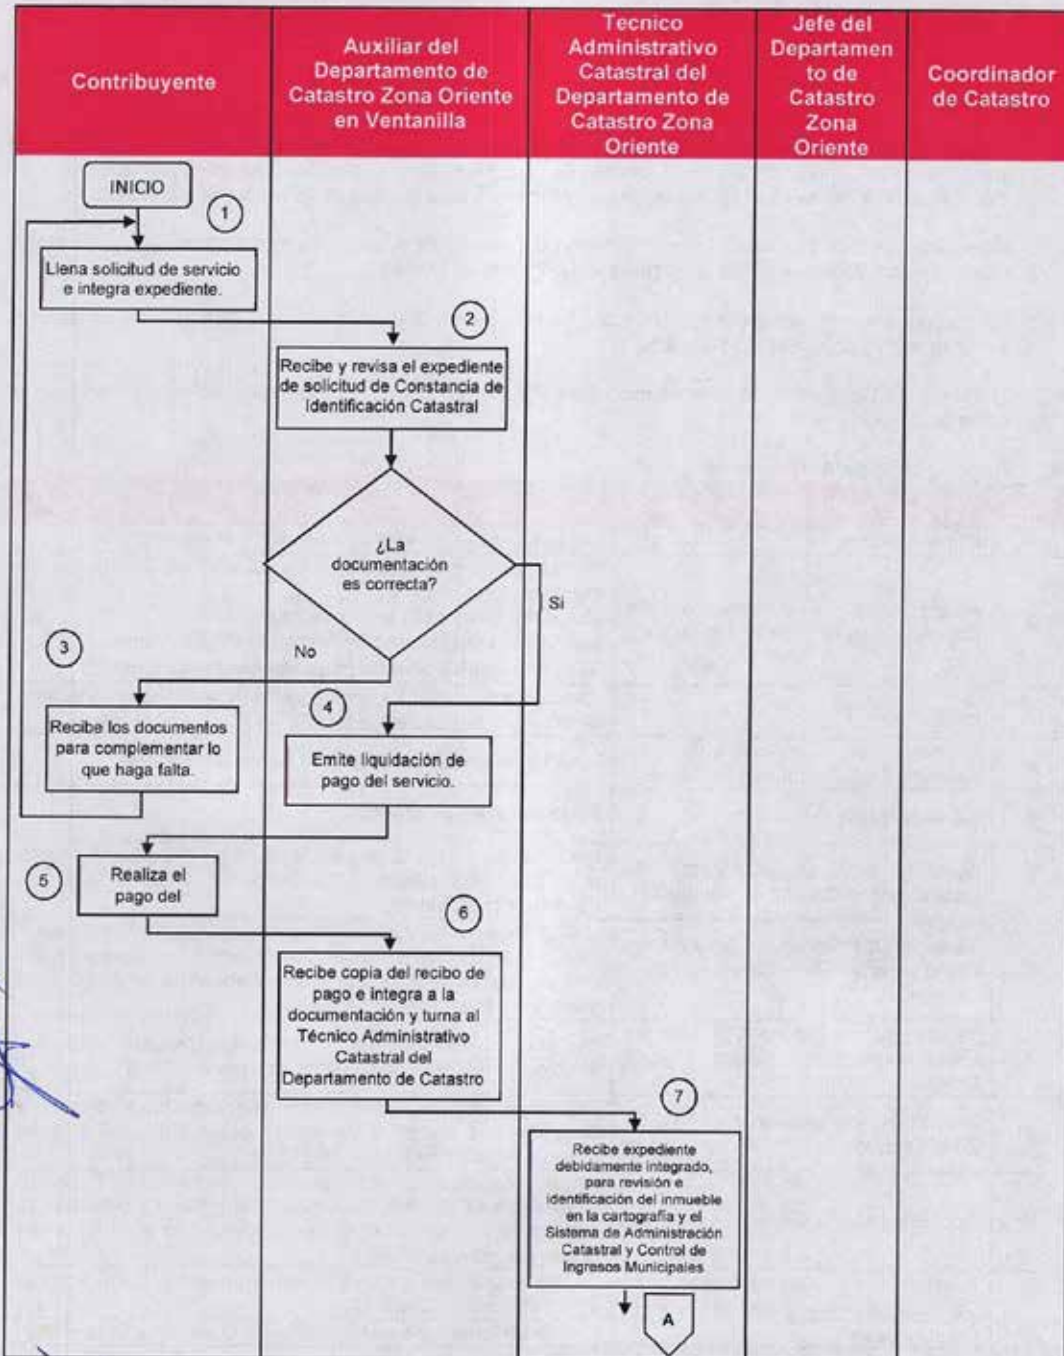 Contribuyente
Auxiliar del
Departamento de
Catastro Zona Oriente
en Ventanilla
Tecnico
Administrativo
Catastral del
Departamento de
Catastro Zona
Oriente
Jefe del
Departamen
to de
Catastro
Zona
Oriente
Coordinador
de Catastro
INICIO
1
Llena solicitud de servicio
e integra expediente.
2
Recibe y revisa el expediente
de solicitud de Constancia de
Identificación Catastral
¿La
documentación
es correcta?
Si
No
3
Recibe los documentos
para complementar lo
que haga falta.
4
Emite liquidación de
pago del servicio.
5
Realiza el
pago del
6
Recibe copia del recibo de
pago e integra a la
documentación y turna al
Técnico Administrativo
Catastral del
Departamento de Catastro
7
Recibe expediente
debidamente integrado,
para revisión e
identificación del inmueble
en la cartografía y el
Sistema de Administración
Catastral y Control de
Ingresos Municipales
A